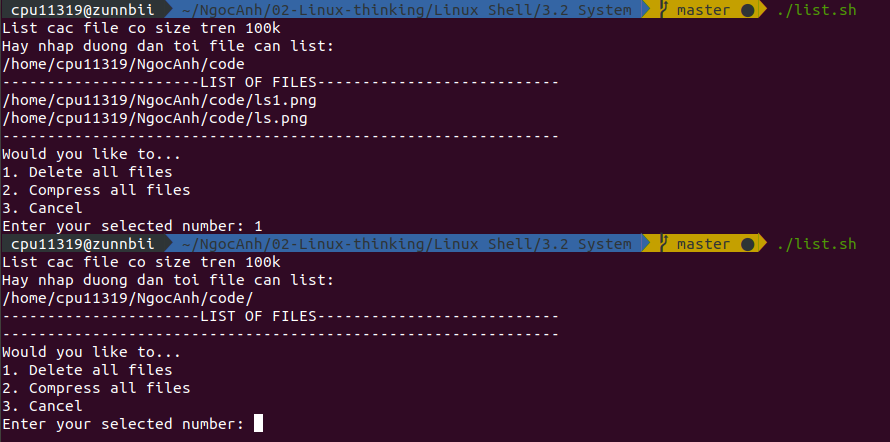 cpu11319@zunnbii ~/NgocAnh/02-Linux-thinking/Linux Shell/3.2 System master ● ./list.sh
List cac file co size tren 100k
Hay nhap duong dan toi file can list:
/home/cpu11319/NgocAnh/code
----------------------LIST OF FILES---------------------------
/home/cpu11319/NgocAnh/code/ls1.png
/home/cpu11319/NgocAnh/code/ls.png
--------------------------------------------------------------
Would you like to...
1. Delete all files
2. Compress all files
3. Cancel
Enter your selected number: 1
cpu11319@zunnbii ~/NgocAnh/02-Linux-thinking/Linux Shell/3.2 System master ● ./list.sh
List cac file co size tren 100k
Hay nhap duong dan toi file can list:
/home/cpu11319/NgocAnh/code/
----------------------LIST OF FILES---------------------------
--------------------------------------------------------------
Would you like to...
1. Delete all files
2. Compress all files
3. Cancel
Enter your selected number: